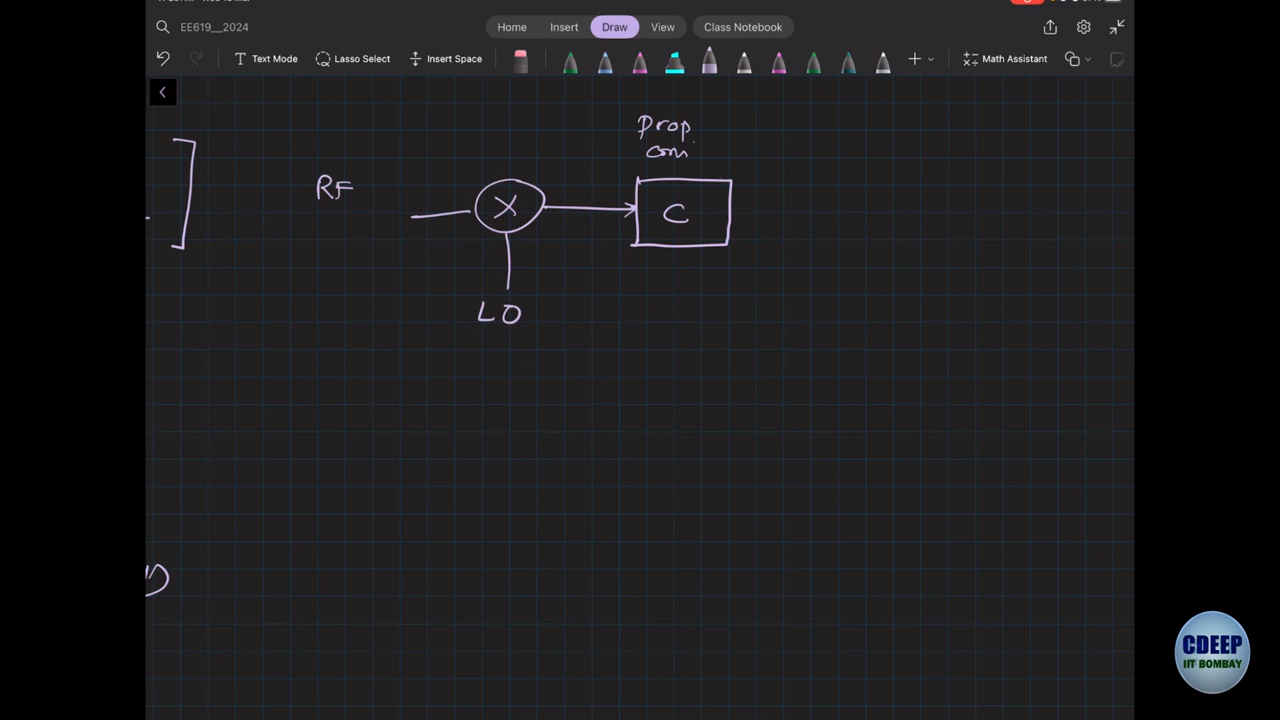 EE619__2024
Home Insert Draw View Class Notebook
Text Mode Lasso Select Insert Space Math Assistant
Prop
com
RF
X
C
LO
CDEEP
IIT BOMBAY